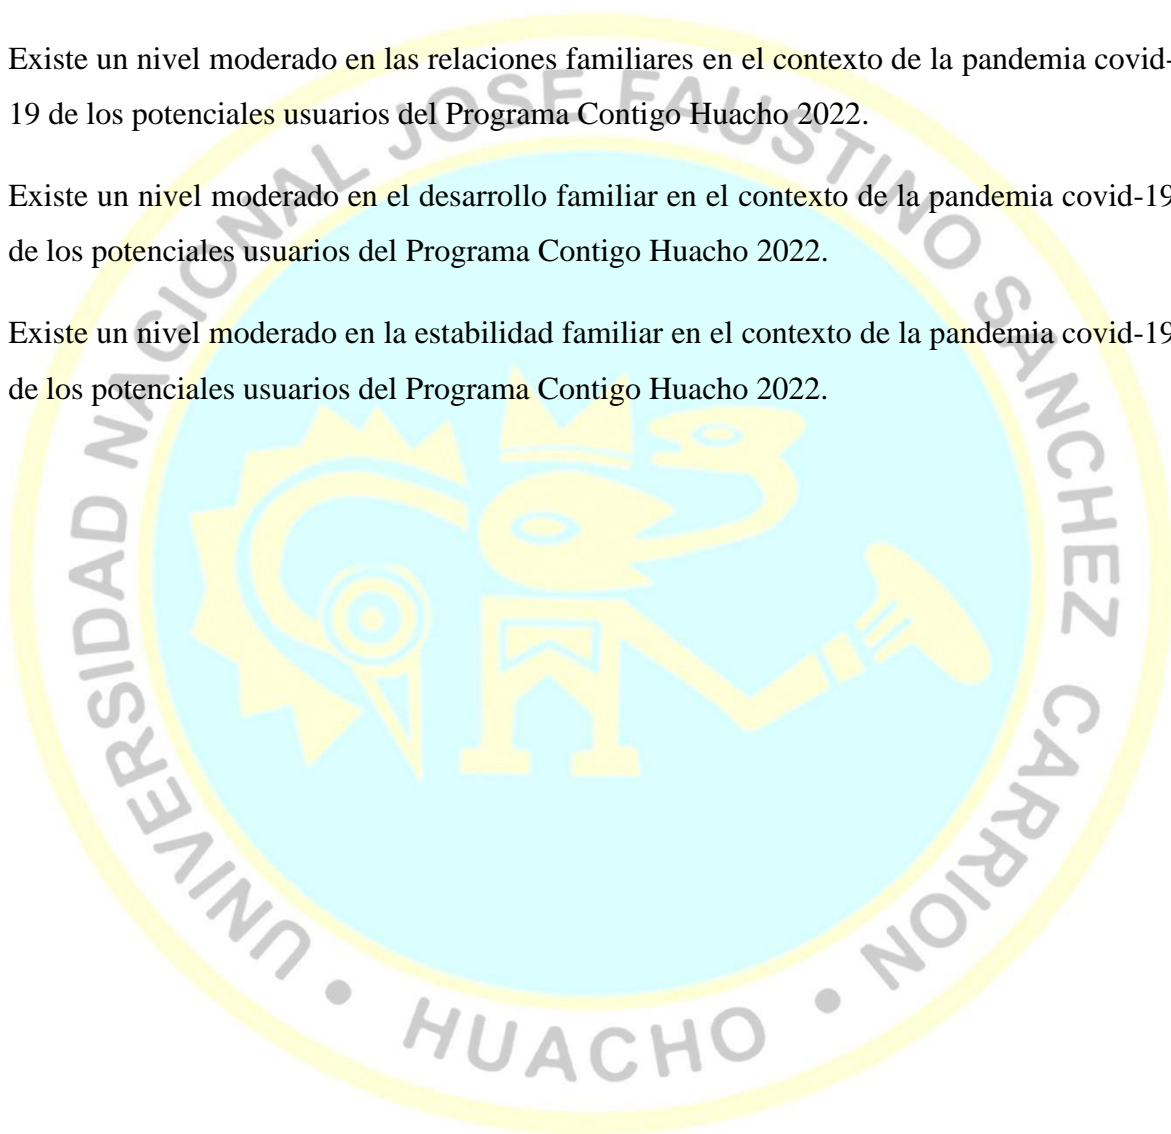 Existe un nivel moderado en las relaciones familiares en el contexto de la pandemia covid-
19 de los potenciales usuarios del Programa Contigo Huacho 2022.
Existe un nivel moderado en el desarrollo familiar en el contexto de la pandemia covid-19
de los potenciales usuarios del Programa Contigo Huacho 2022.
Existe un nivel moderado en la estabilidad familiar en el contexto de la pandemia covid-19
de los potenciales usuarios del Programa Contigo Huacho 2022.
UNIVERSIDAD NACIONAL JOSE FAUSTINO SANCHEZ CARRION
• HUACHO •